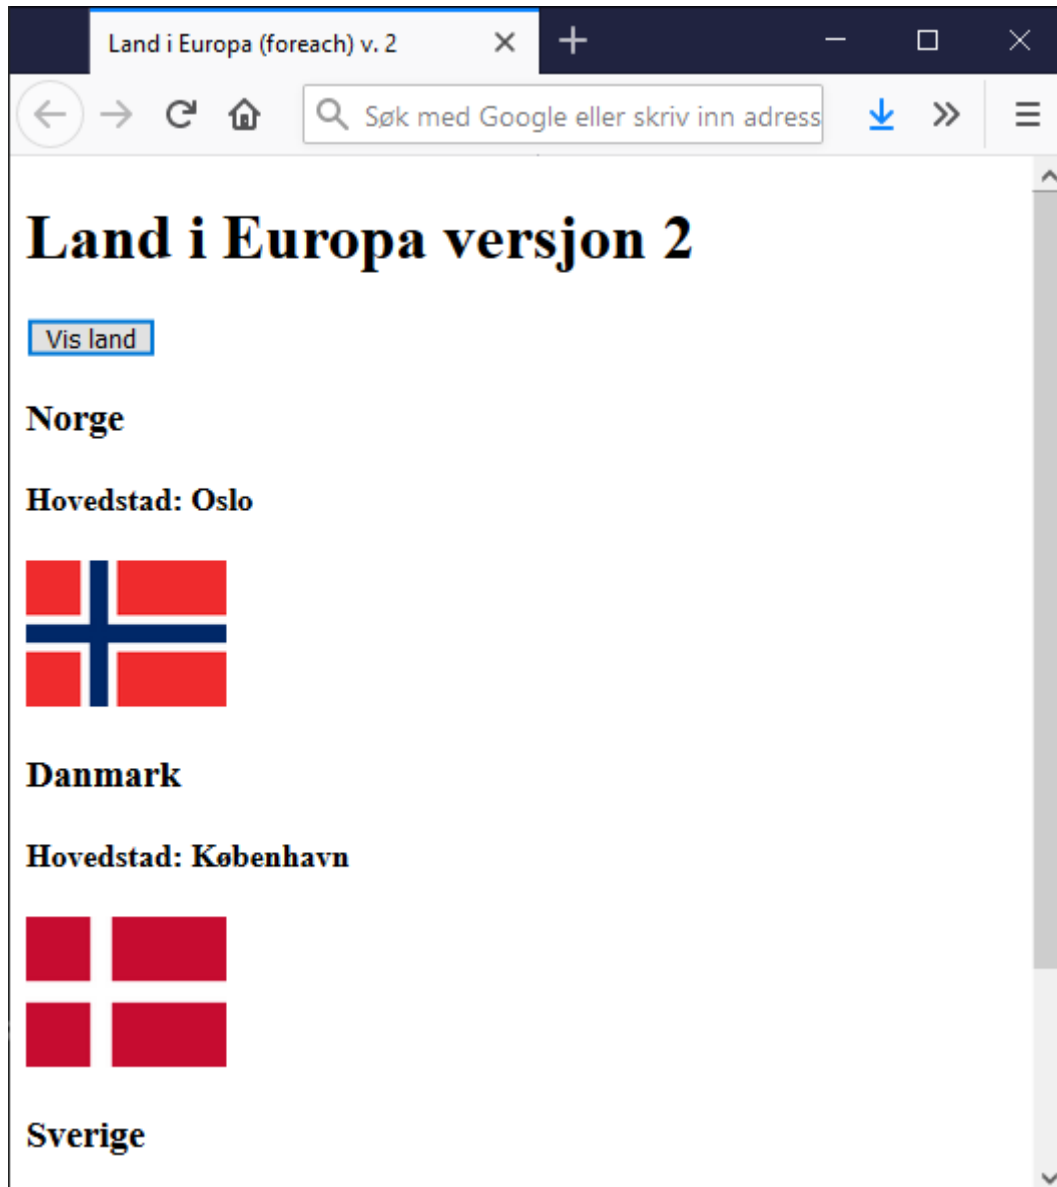 Land i Europa (foreach) v. 2
Søk med Google eller skriv inn adress
Land i Europa versjon 2
Vis land
Norge
Hovedstad: Oslo
Danmark
Hovedstad: København
Sverige